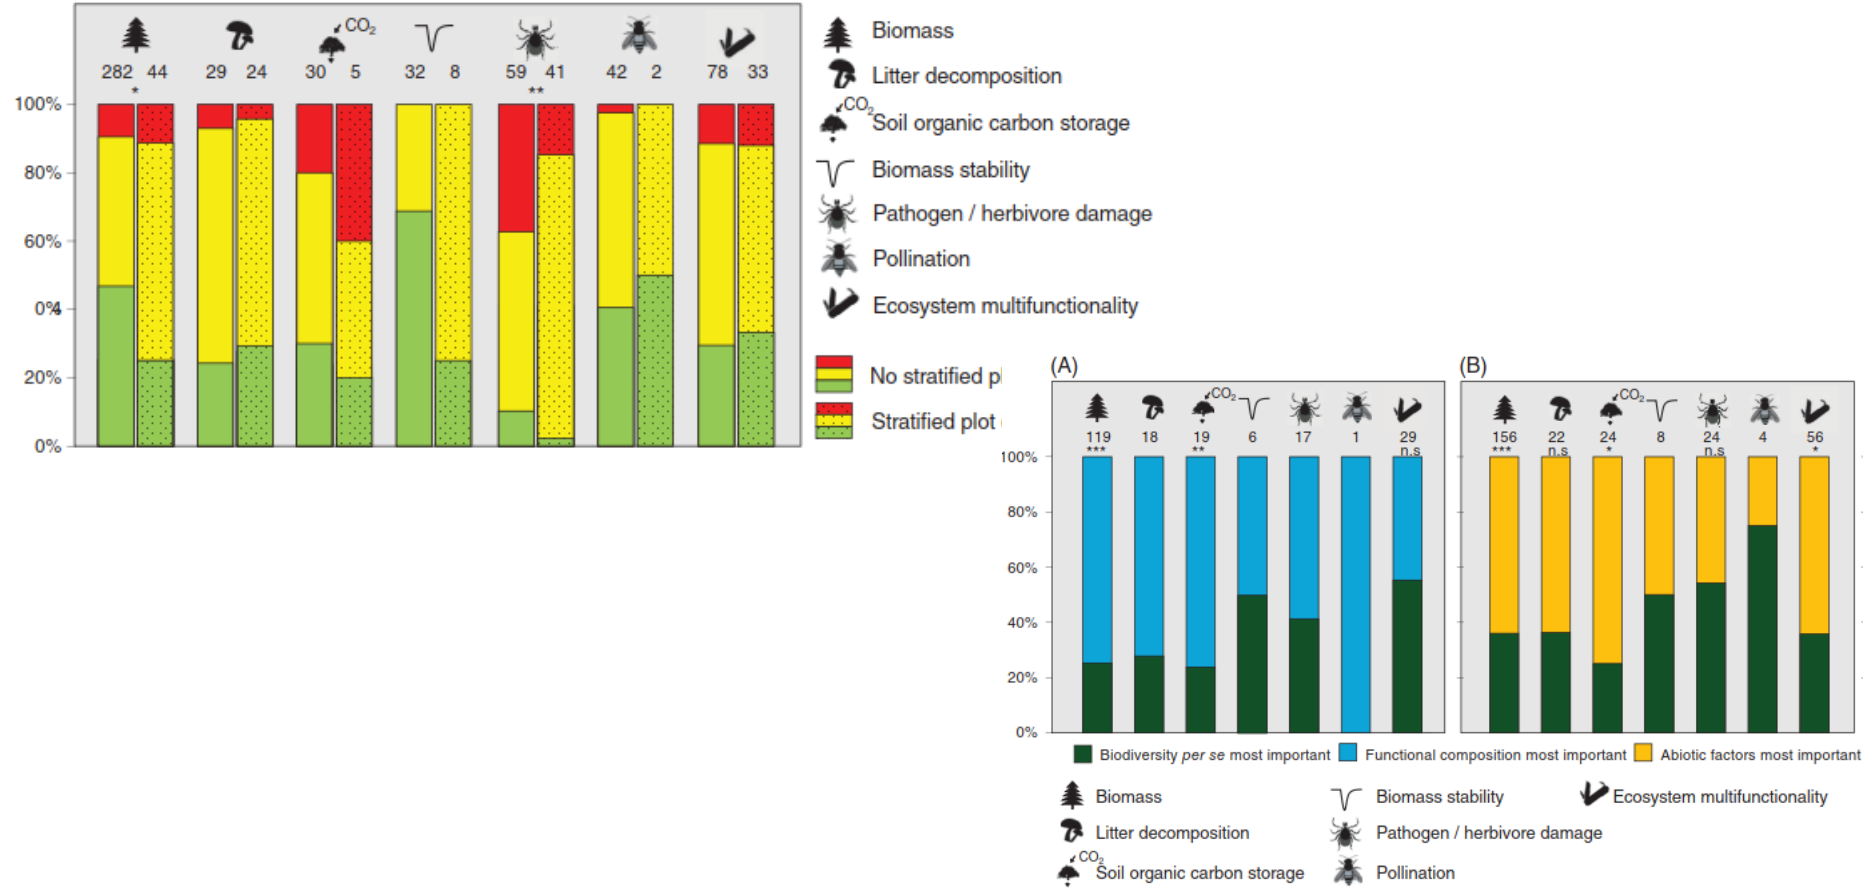 CO2
282 44 29 24 30 5 32 8 59 41 42 2 78 33
* **
100%
80%
60%
0%4
20%
0%
Biomass
Litter decomposition
CO2
Soil organic carbon storage
Biomass stability
Pathogen / herbivore damage
Pollination
Ecosystem multifunctionality
No stratified pl
Stratified plot
(A)
CO2
119 18 19 6 17 1 29
*** ** n.s
100%
80%
60%
40%
20%
0%
(B)
CO2
156 22 24 8 24 4 56
*** n.s * n.s *
Biodiversity per se most important Functional composition most important Abiotic factors most important
Biomass Biomass stability Ecosystem multifunctionality
Litter decomposition Pathogen / herbivore damage
CO2
Soil organic carbon storage Pollination